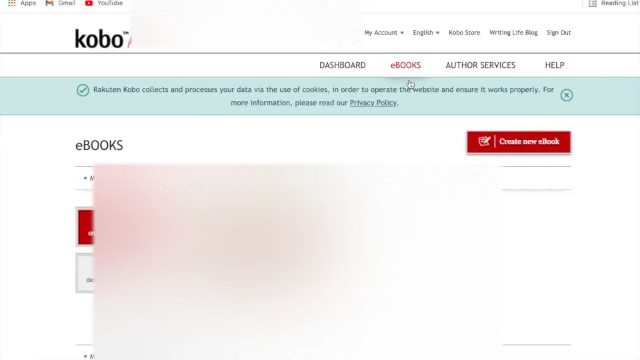 Apps Gmail YouTube Reading List
kobo
My Account English Kobo Store Writing Life Blog Sign Out
DASHBOARD eBOOKS AUTHOR SERVICES HELP
Rakuten Kobo collects and processes your data via the use of cookies, in order to operate the website and ensure it works properly. For
more information, please read our Privacy Policy.
eBOOKS
Create new eBook